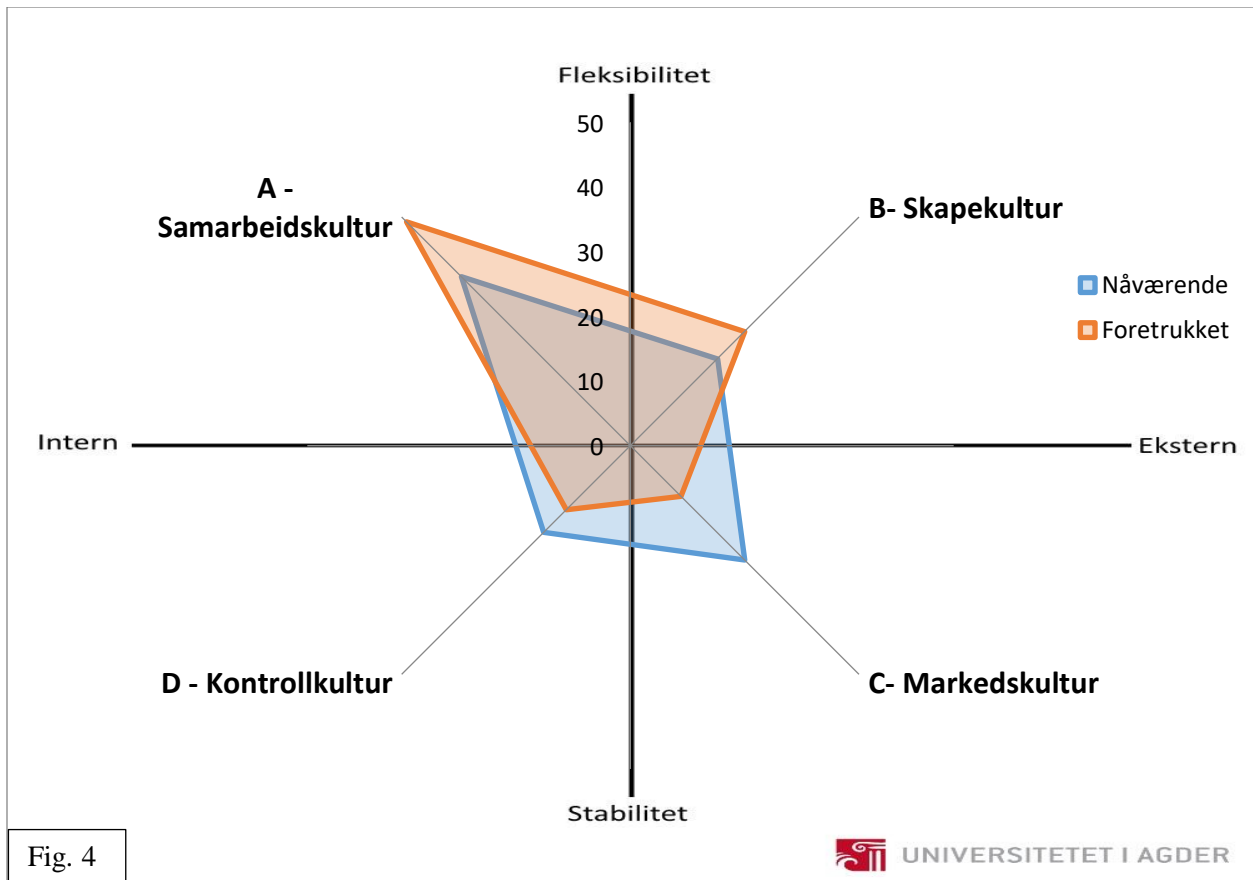 Fleksibilitet
50
40
30
20
10
0
A -
Samarbeidskultur
B- Skapekultur
Nåværende
Foretrukket
Intern
Ekstern
D - Kontrollkultur
C- Markedskultur
Stabilitet
Fig. 4
UNIVERSITETET I AGDER